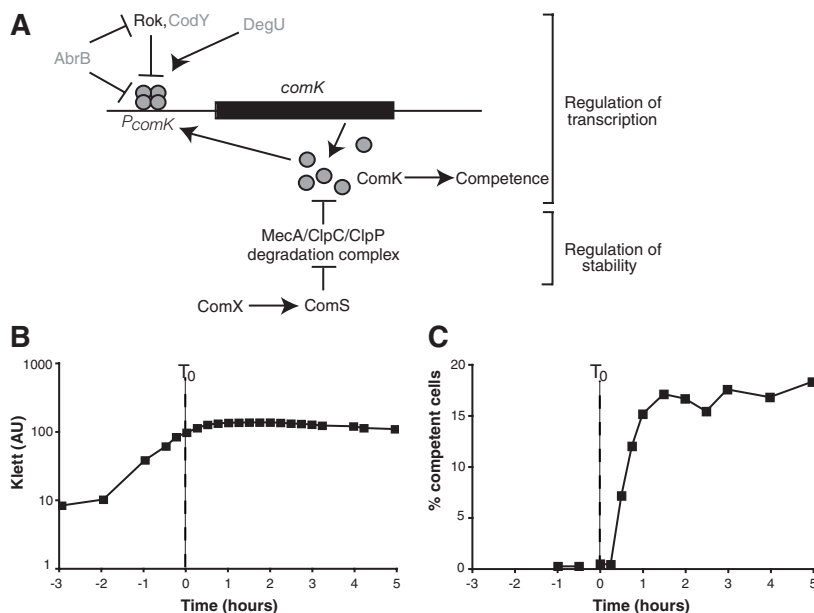 A
Rok, CodY
DegU
AbrB
comK
PcomK
Regulation of
transcription
ComK
Competence
MecA/ClpC/ClpP
degradation complex
Regulation of
stability
ComX
ComS
B
T0
1000
100
10
1
Klett (AU)
-3 -2 -1 0 1 2 3 4 5
Time (hours)
C
T0
20
15
10
5
0
% competent cells
-3 -2 -1 0 1 2 3 4 5
Time (hours)